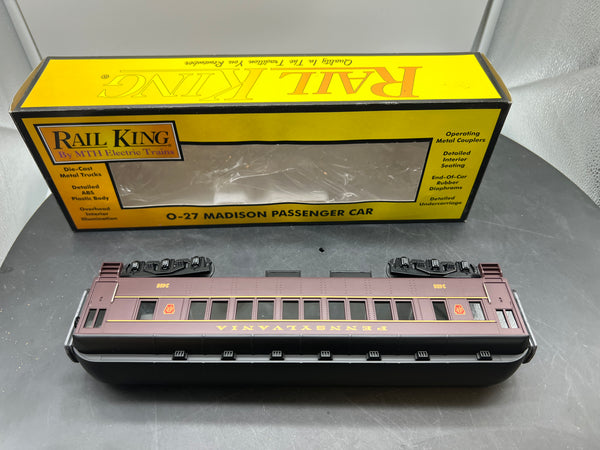 RAIL KING
Quality In The Tradition You Remember
RAIL KING
By MTH Electric Trains
Die-Cast
Metal Trucks
Detailed
ABS
Plastic Body
Overhead
Interior
Illumination
O-27 MADISON PASSENGER CAR
Operating
Metal Couplers
Detailed
Interior
Seating
End-Of-Car
Rubber
Diaphragms
Detailed
Undercarriage
PENNSYLVANIA